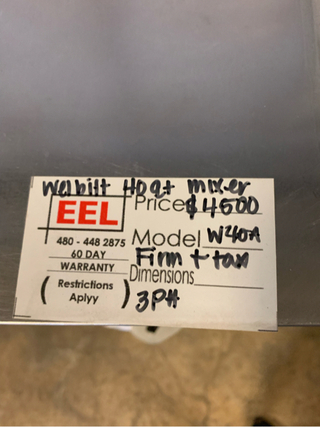 Welbilt 40qt mixer
EEL Price $4500
480 - 448 2875 Model W40A
60 DAY Firm + tax
WARRANTY Dimensions
( Restrictions Aplyy ) 3PH